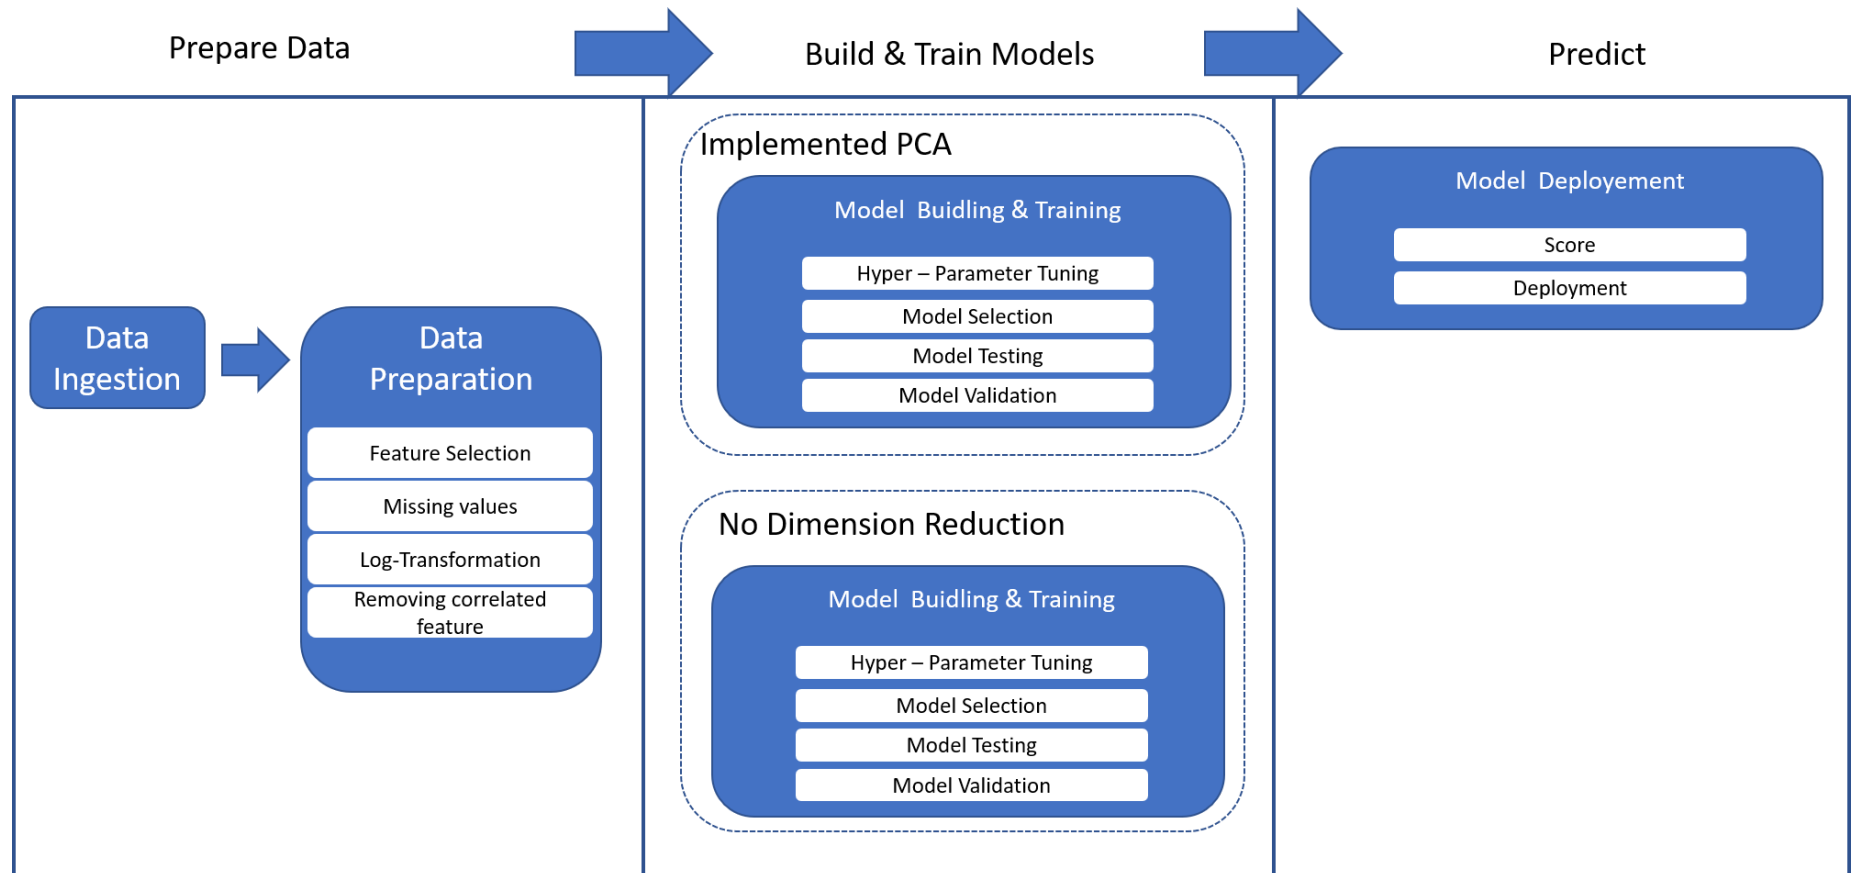 Prepare Data
Build & Train Models
Predict
Data
Ingestion
Data
Preparation
Feature Selection
Missing values
Log-Transformation
Removing correlated
feature
Implemented PCA
Model  Buidling & Training
Hyper – Parameter Tuning
Model Selection
Model Testing
Model Validation
No Dimension Reduction
Model  Buidling & Training
Hyper – Parameter Tuning
Model Selection
Model Testing
Model Validation
Model  Deployement
Score
Deployment